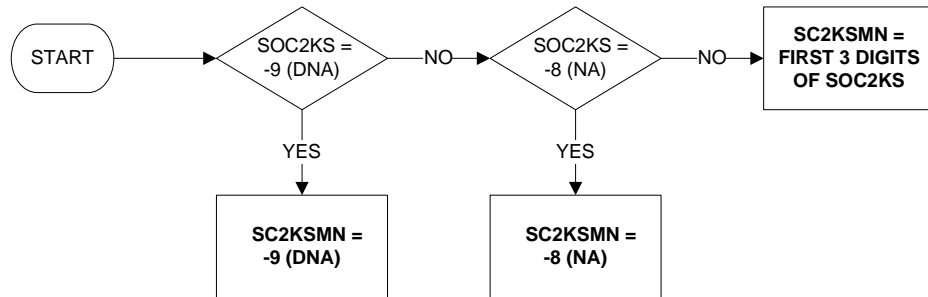 START
SOC2KS =
-9 (DNA)
NO
SOC2KS =
-8 (NA)
NO
SC2KSMN =
FIRST 3 DIGITS
OF SOC2KS
YES
YES
SC2KSMN =
-9 (DNA)
SC2KSMN =
-8 (NA)